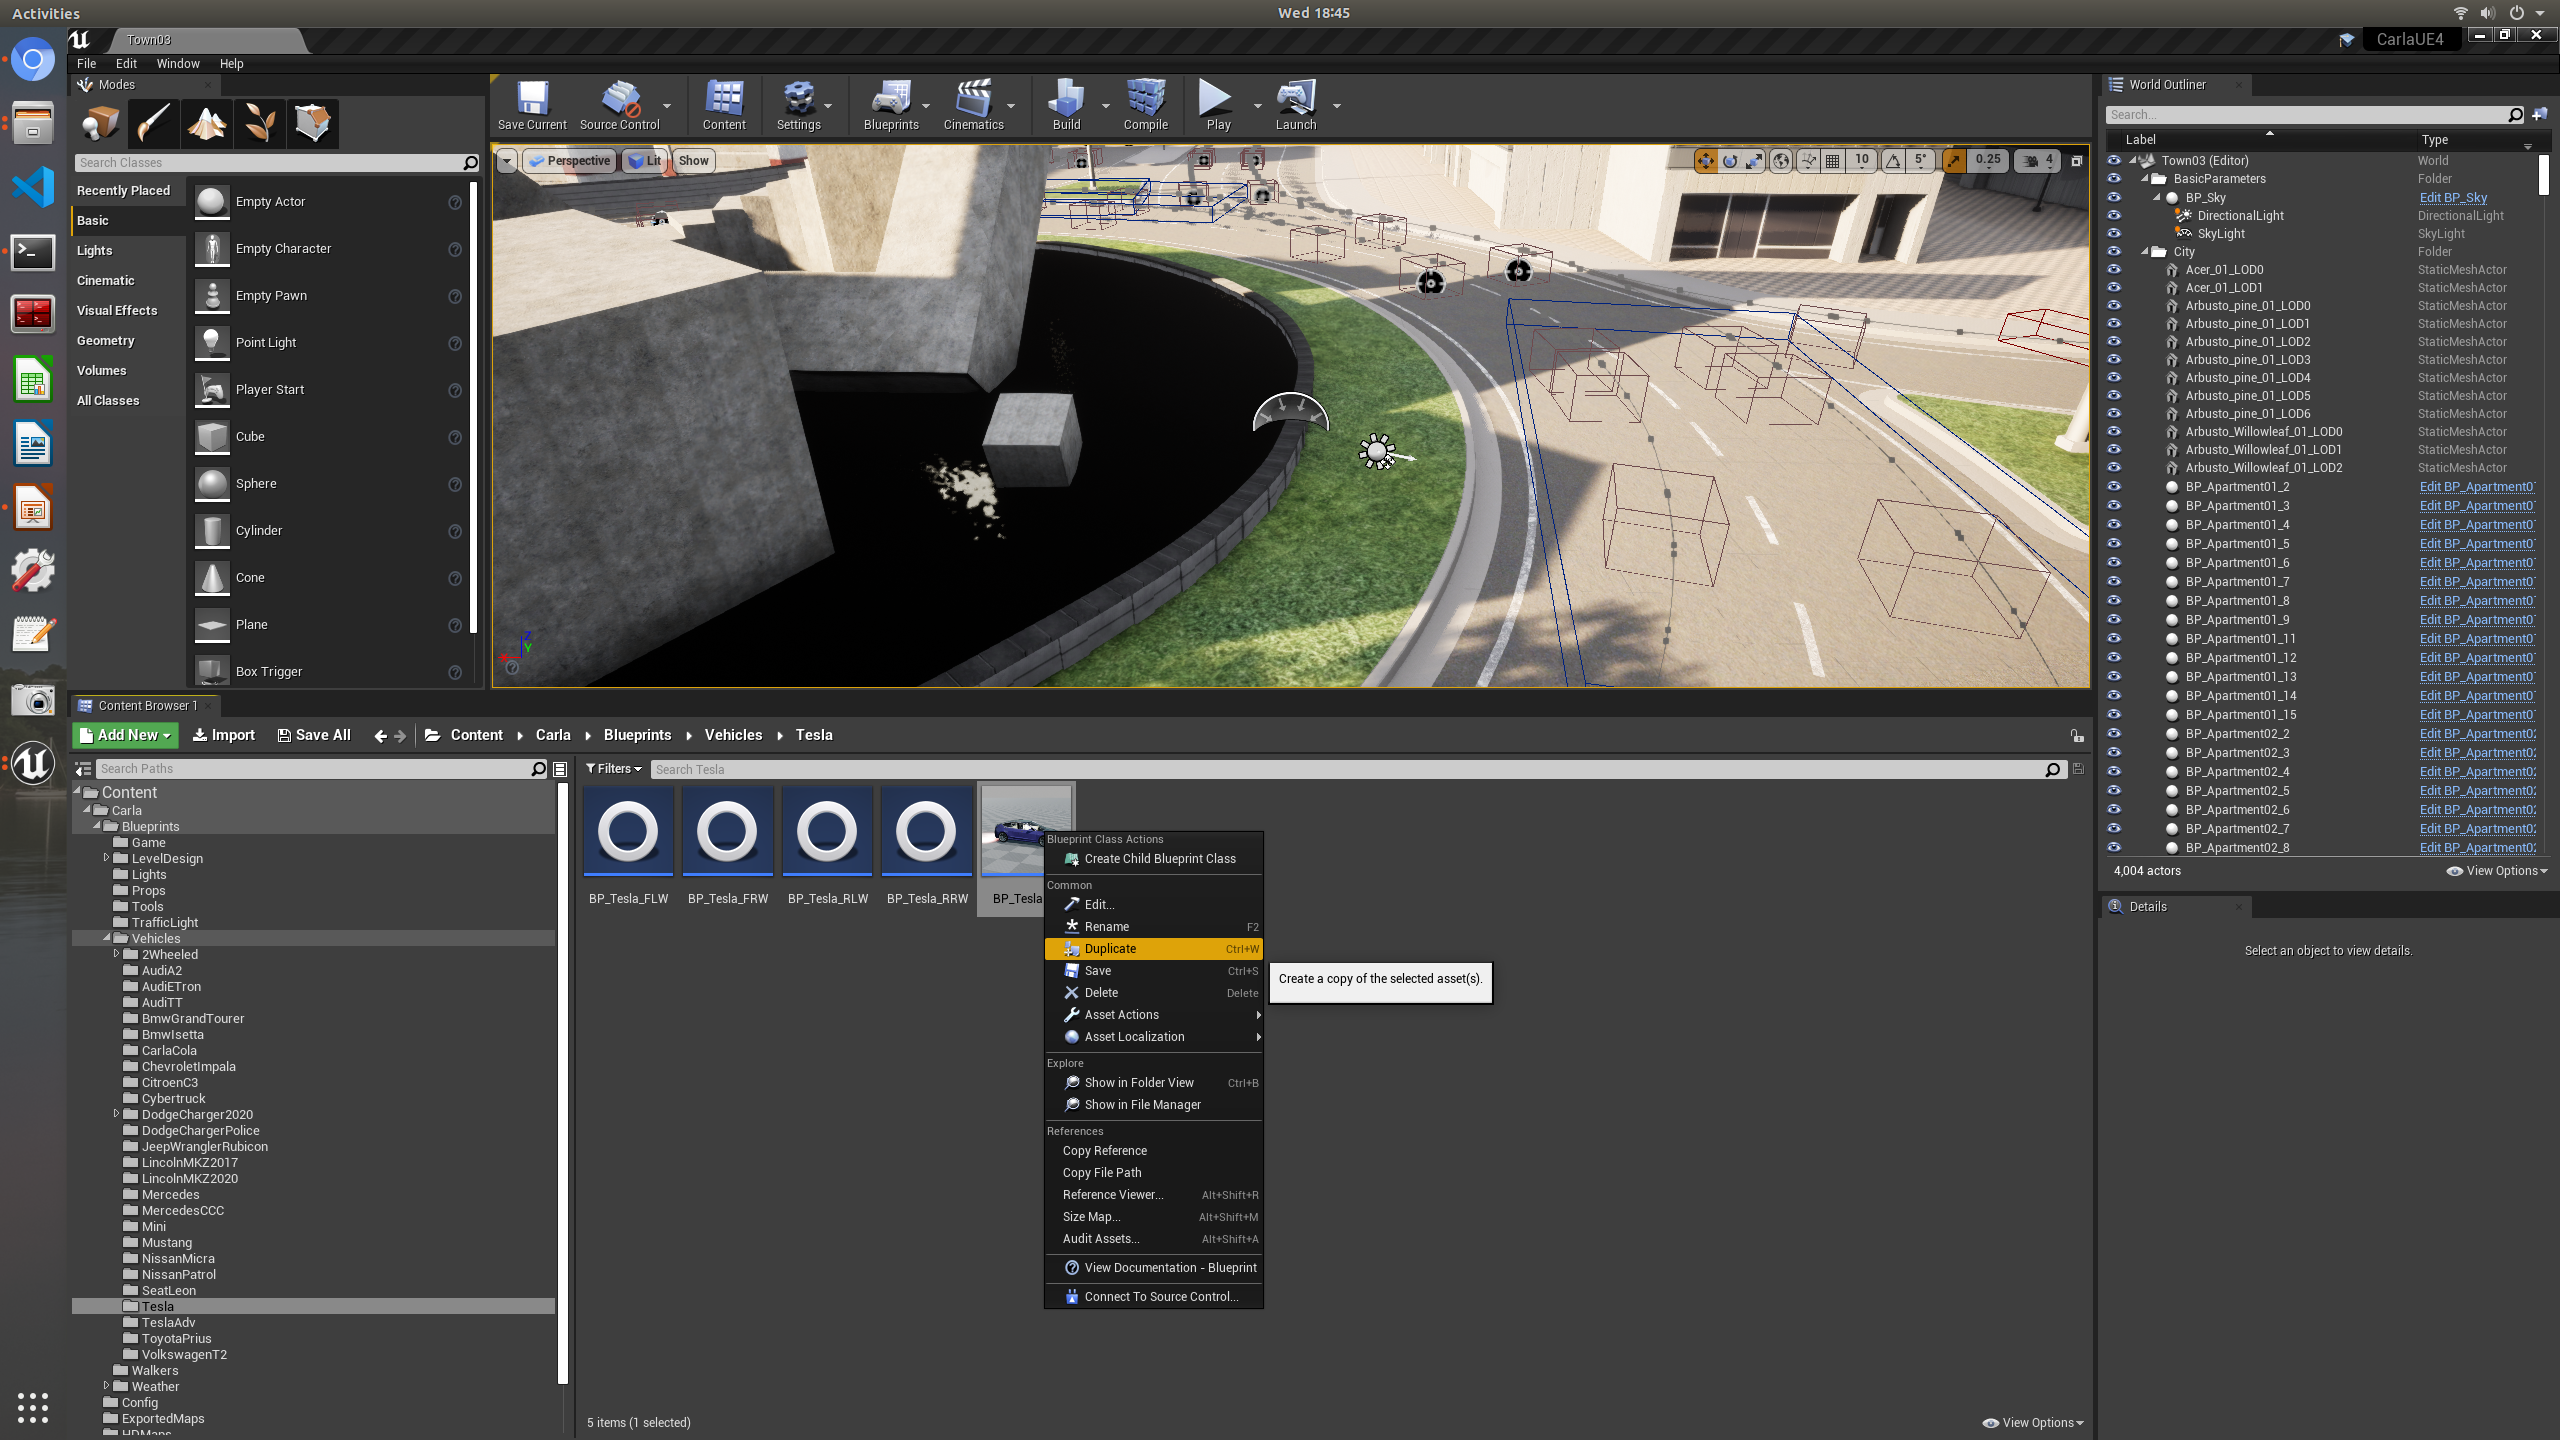 Activities
Wed 18:45
Town03
CarlaUE4
File Edit Window Help
Modes
Search Classes
Recently Placed
Basic
Lights
Cinematic
Visual Effects
Geometry
Volumes
All Classes
Empty Actor
Empty Character
Empty Pawn
Point Light
Player Start
Cube
Sphere
Cylinder
Cone
Plane
Box Trigger
Save Current
Source Control
Content
Settings
Blueprints
Cinematics
Build
Compile
Play
Launch
Perspective
Lit
Show
10
5°
0.25
4
Z
Y
X
World Outliner
Search...
Label Type
Town03 (Editor) World
BasicParameters Folder
BP_Sky Edit BP_Sky
DirectionalLight DirectionalLight
SkyLight SkyLight
City Folder
Acer_01_LOD0 StaticMeshActor
Acer_01_LOD1 StaticMeshActor
Arbusto_pine_01_LOD0 StaticMeshActor
Arbusto_pine_01_LOD1 StaticMeshActor
Arbusto_pine_01_LOD2 StaticMeshActor
Arbusto_pine_01_LOD3 StaticMeshActor
Arbusto_pine_01_LOD4 StaticMeshActor
Arbusto_pine_01_LOD5 StaticMeshActor
Arbusto_pine_01_LOD6 StaticMeshActor
Arbusto_Willowleaf_01_LOD0 StaticMeshActor
Arbusto_Willowleaf_01_LOD1 StaticMeshActor
Arbusto_Willowleaf_01_LOD2 StaticMeshActor
BP_Apartment01_2 Edit BP_Apartment0
BP_Apartment01_3 Edit BP_Apartment0
BP_Apartment01_4 Edit BP_Apartment0
BP_Apartment01_5 Edit BP_Apartment0
BP_Apartment01_6 Edit BP_Apartment0
BP_Apartment01_7 Edit BP_Apartment0
BP_Apartment01_8 Edit BP_Apartment0
BP_Apartment01_9 Edit BP_Apartment0
BP_Apartment01_11 Edit BP_Apartment0
BP_Apartment01_12 Edit BP_Apartment0
BP_Apartment01_13 Edit BP_Apartment0
BP_Apartment01_14 Edit BP_Apartment0
BP_Apartment01_15 Edit BP_Apartment0
BP_Apartment02_2 Edit BP_Apartment02
BP_Apartment02_3 Edit BP_Apartment02
BP_Apartment02_4 Edit BP_Apartment02
BP_Apartment02_5 Edit BP_Apartment02
BP_Apartment02_6 Edit BP_Apartment02
BP_Apartment02_7 Edit BP_Apartment02
BP_Apartment02_8 Edit BP_Apartment02
4,004 actors
View Options
Details
Select an object to view details.
Content Browser 1
Add New
Import
Save All
Content
Carla
Blueprints
Vehicles
Tesla
Search Paths
Filters
Search Tesla
Content
Carla
Blueprints
Game
LevelDesign
Lights
Props
Tools
TrafficLight
Vehicles
2Wheeled
AudiA2
AudiETron
AudiTT
BmwGrandTourer
BmwIsetta
CarlaCola
ChevroletImpala
CitroenC3
Cybertruck
DodgeCharger2020
DodgeChargerPolice
JeepWranglerRubicon
LincolnMKZ2017
LincolnMKZ2020
Mercedes
MercedesCCC
Mini
Mustang
NissanMicra
NissanPatrol
SeatLeon
Tesla
TeslaAdv
ToyotaPrius
VolkswagenT2
Walkers
Weather
Config
ExportedMaps
HDMaps
BP_Tesla_FLW
BP_Tesla_FRW
BP_Tesla_RLW
BP_Tesla_RRW
BP_Tesla
Blueprint Class Actions
Create Child Blueprint Class
Common
Edit...
Rename F2
Duplicate Ctrl+W
Save Ctrl+S
Delete Delete
Asset Actions
Asset Localization
Explore
Show in Folder View Ctrl+B
Show in File Manager
References
Copy Reference
Copy File Path
Reference Viewer... Alt+Shift+R
Size Map... Alt+Shift+M
Audit Assets... Alt+Shift+A
View Documentation - Blueprint
Connect To Source Control...
Create a copy of the selected asset(s).
5 items (1 selected)
View Options